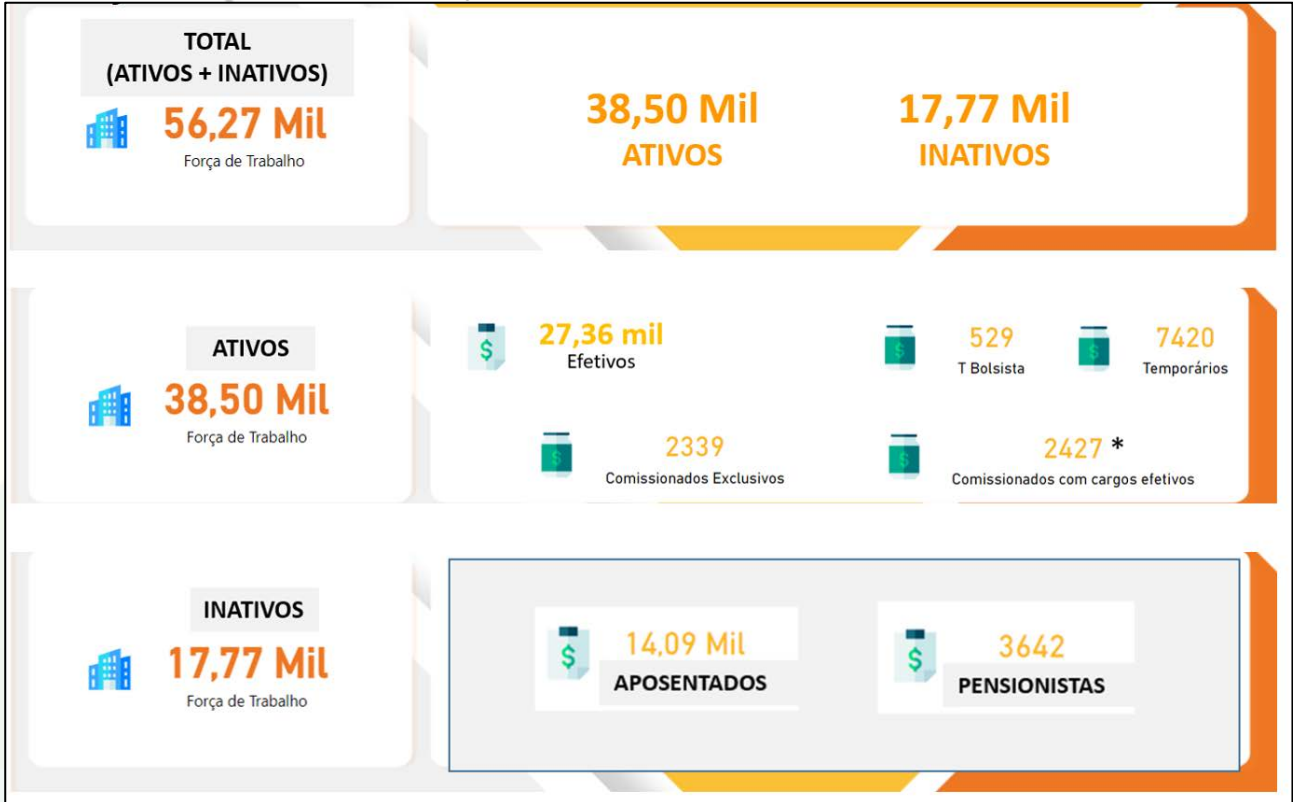 TOTAL
(ATIVOS + INATIVOS)
56,27 Mil
Força de Trabalho
38,50 Mil
ATIVOS
17,77 Mil
INATIVOS
ATIVOS
38,50 Mil
Força de Trabalho
27,36 mil
Efetivos
529
T Bolsista
7420
Temporários
2339
Comissionados Exclusivos
2427 *
Comissionados com cargos efetivos
INATIVOS
17,77 Mil
Força de Trabalho
14,09 Mil
APOSENTADOS
3642
PENSIONISTAS